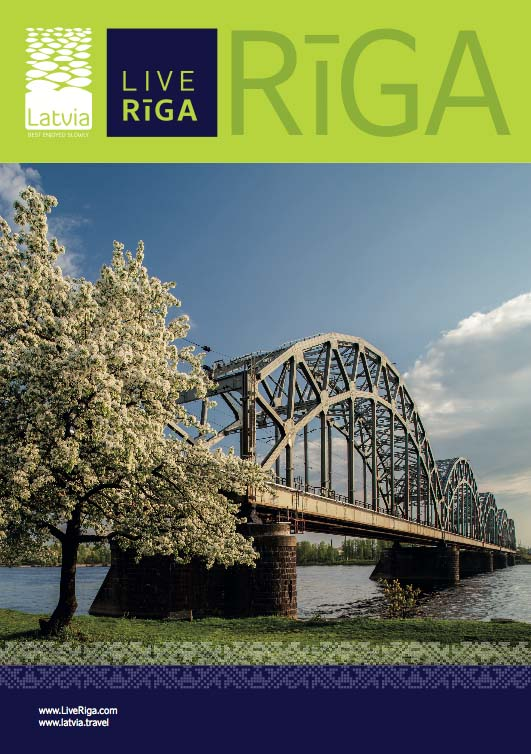 Latvia
BEST ENJOYED SLOWLY
LIVE
RīGA
RīGA
www.LiveRiga.com
www.latvia.travel